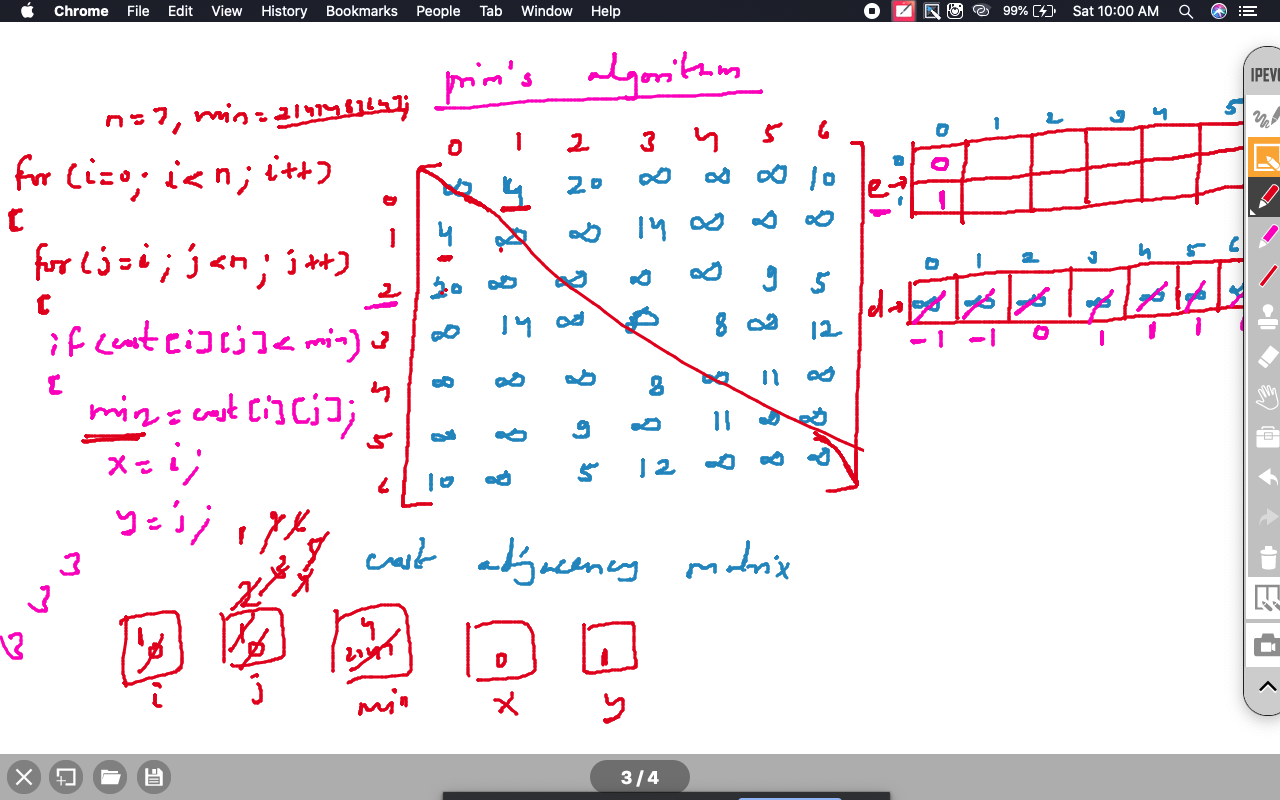 Chrome File Edit View History Bookmarks People Tab Window Help 99% Sat 10:00 AM
prim's algorithm
IPEV
n=7, min=2147483647;
for (i=0; i<n; i++)
{
for (j=i; j<n; j++)
{
if (cost[i][j]<min)
{
min=cost[i][j];
x=i;
y=j;
}
}
}
0 1 2 3 4 5 6
0 ∞ 4 20 ∞ ∞ ∞ 10
1 4 ∞ ∞ 14 ∞ ∞ ∞
2 20 ∞ ∞ ∞ ∞ 9 5
3 ∞ 14 ∞ ∞ 8 ∞ 12
4 ∞ ∞ ∞ 8 ∞ 11 ∞
5 ∞ ∞ 9 ∞ 11 ∞ ∞
6 10 ∞ 5 12 ∞ ∞ ∞
cost adjacency matrix
0 1 2 3 4 5
e→
0 0
1 1
0 1 2 3 4 5 6
d→ ∞ ∞ ∞ ∞ ∞ ∞ ∞
-1 -1 0 1 1 1
1 0
1 0
4
0
1
i j min x y
3 / 4